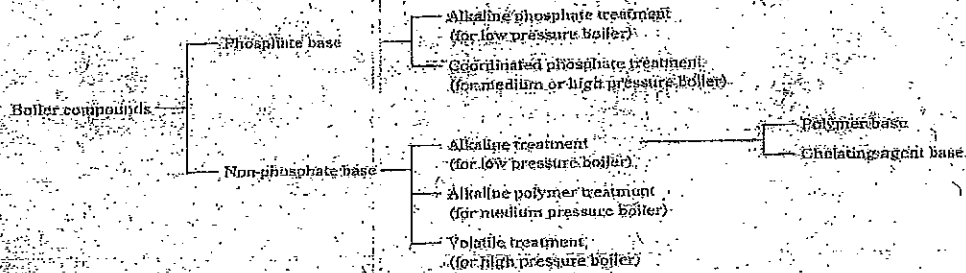 Boiler compounds
Phosphate base
Alkaline phosphate treatment
(for low pressure boiler)
Coordinated phosphate treatment
(for medium or high pressure boiler)
Non-phosphate base
Alkaline treatment
(for low pressure boiler)
Polymer base
Chelating agent base
Alkaline polymer treatment
(for medium pressure boiler)
Volatile treatment
(for high pressure boiler)